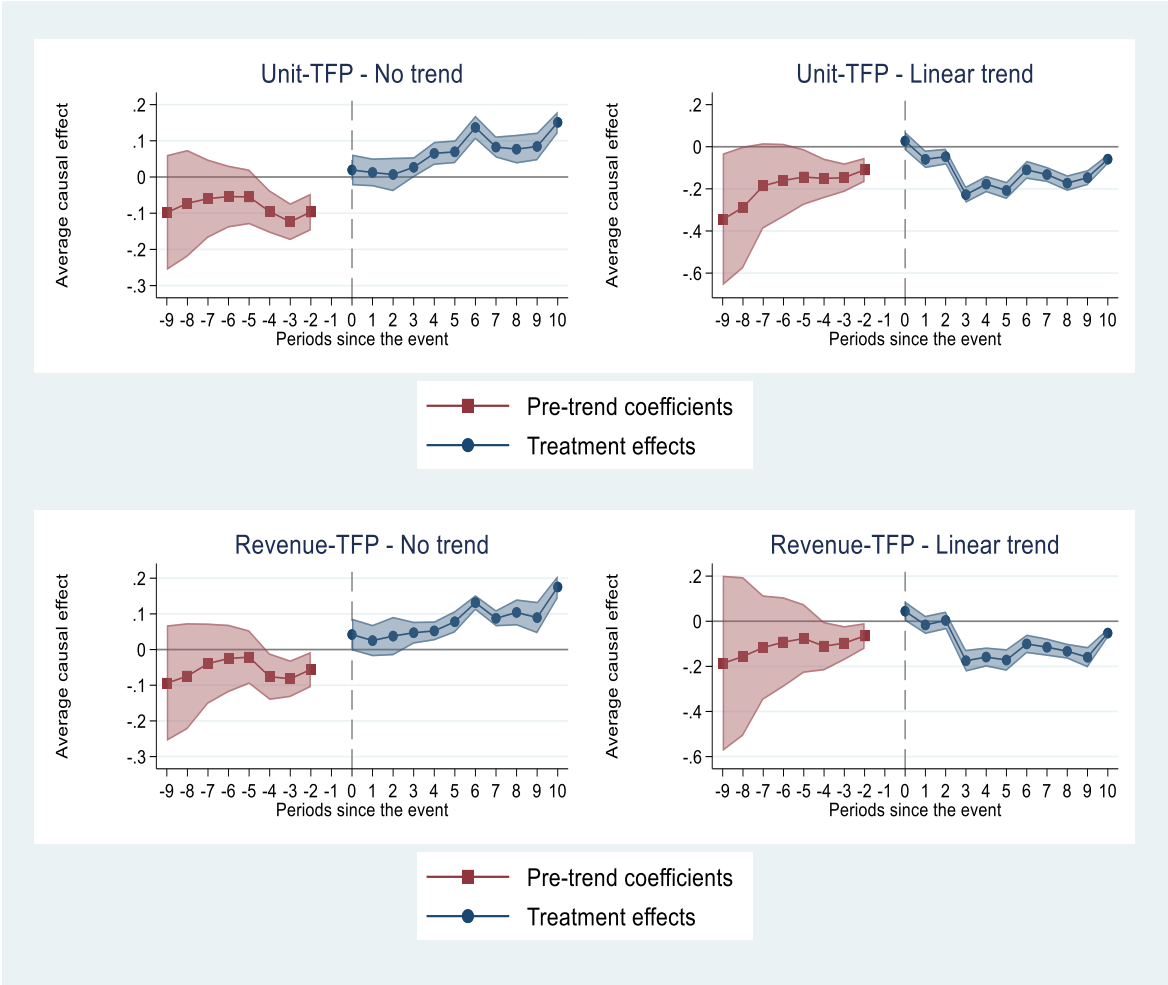 Unit-TFP - No trend
Average causal effect
.2
.1
0
-.1
-.2
-.3
-9 -8 -7 -6 -5 -4 -3 -2 -1 0 1 2 3 4 5 6 7 8 9 10
Periods since the event
Unit-TFP - Linear trend
Average causal effect
.2
0
-.2
-.4
-.6
-9 -8 -7 -6 -5 -4 -3 -2 -1 0 1 2 3 4 5 6 7 8 9 10
Periods since the event
Pre-trend coefficients
Treatment effects
Revenue-TFP - No trend
Average causal effect
.2
.1
0
-.1
-.2
-.3
-9 -8 -7 -6 -5 -4 -3 -2 -1 0 1 2 3 4 5 6 7 8 9 10
Periods since the event
Revenue-TFP - Linear trend
Average causal effect
.2
0
-.2
-.4
-.6
-9 -8 -7 -6 -5 -4 -3 -2 -1 0 1 2 3 4 5 6 7 8 9 10
Periods since the event
Pre-trend coefficients
Treatment effects